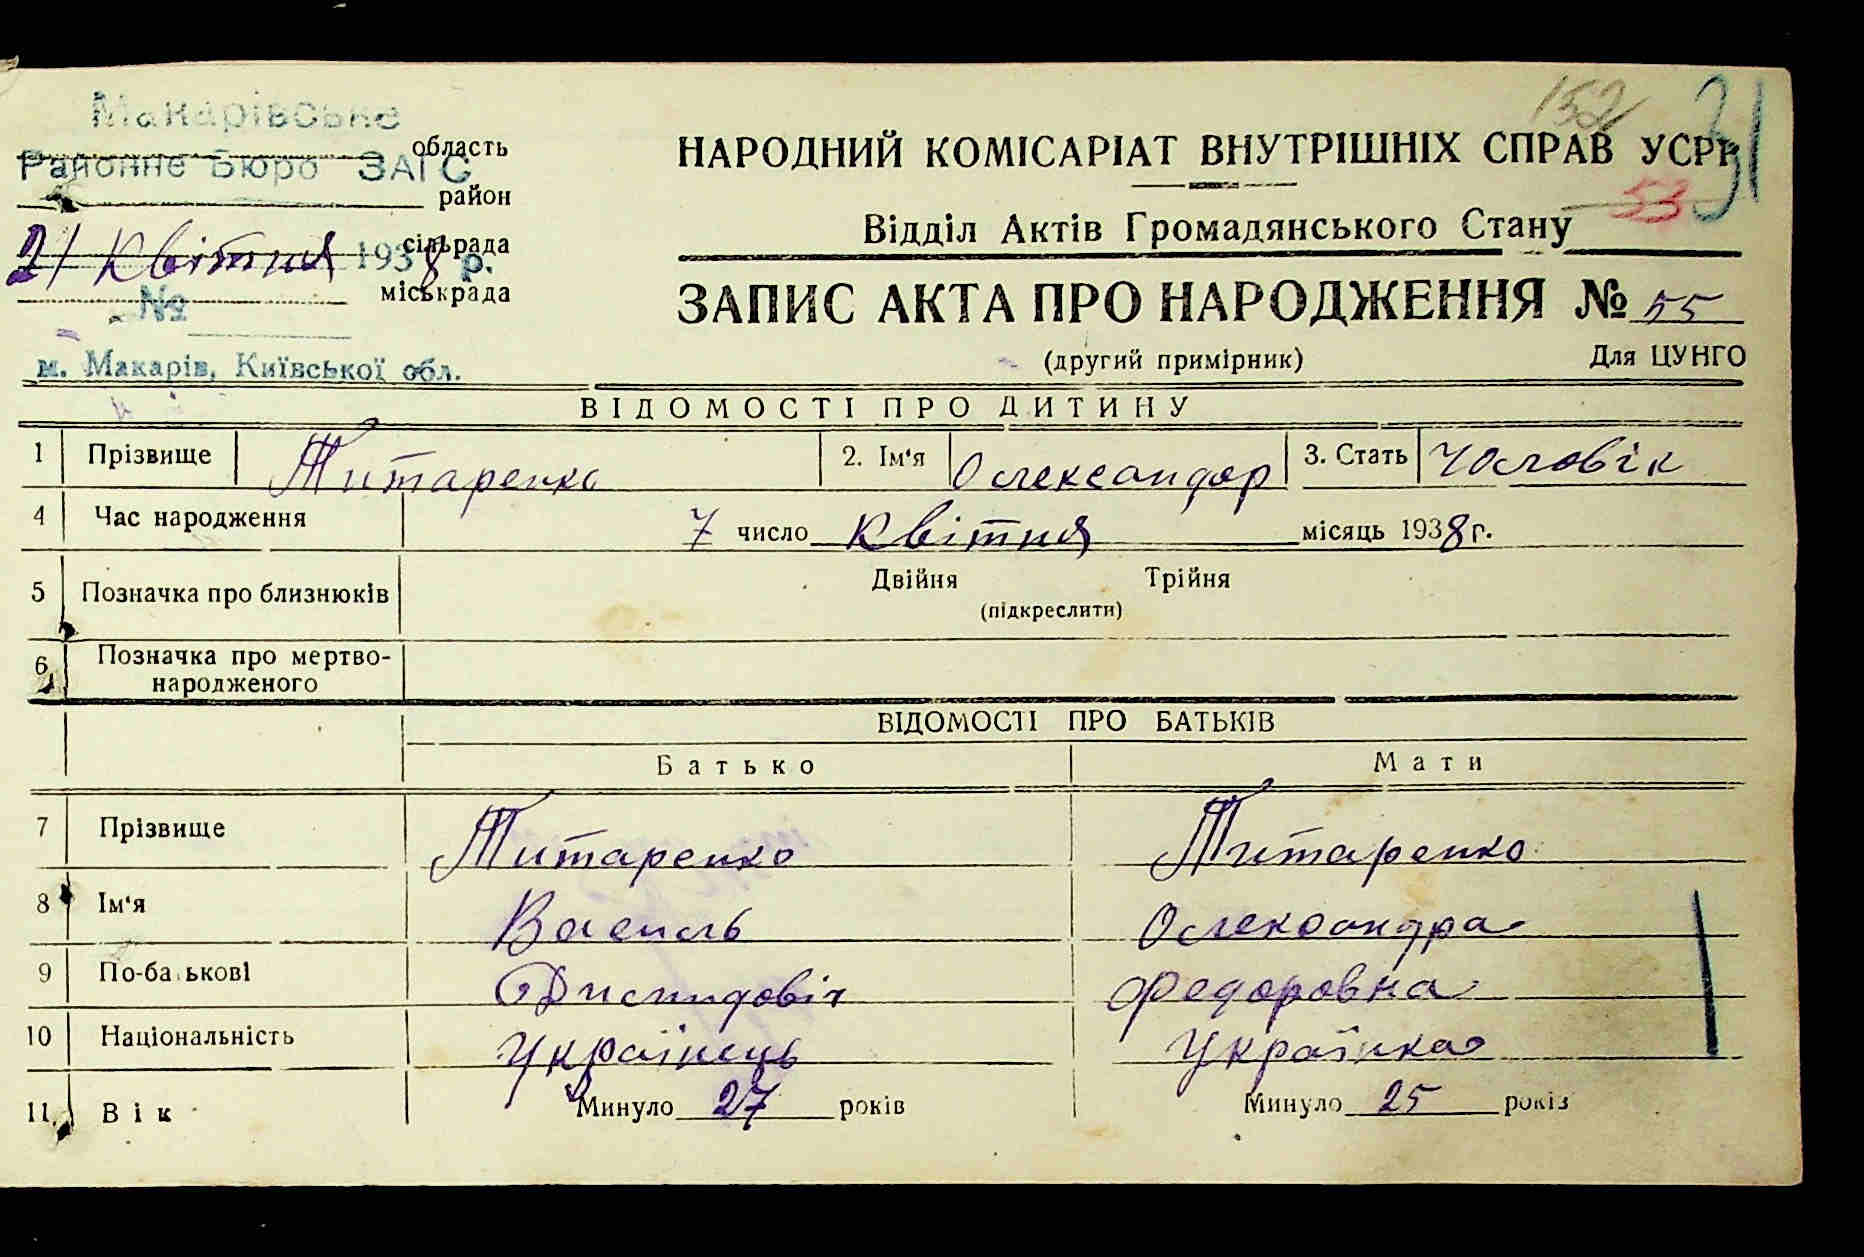 152 31
Макарівське
область
Районне Бюро ЗАГС
район
21 Квітня 1938 р.
сільрада
№
міськрада
м. Макарів, Київської обл.
НАРОДНИЙ КОМІСАРІАТ ВНУТРІШНІХ СПРАВ УСРР
53
Відділ Актів Громадянського Стану
ЗАПИС АКТА ПРО НАРОДЖЕННЯ № 55
(другий примірник) Для ЦУНГО
ВІДОМОСТІ ПРО ДИТИНУ
1 Прізвище Титаренко 2. Ім'я Олександер 3. Стать Чоловік
4 Час народження 7 число Квітня місяць 1938 г.
5 Позначка про близнюків Двійня Трійня
(підкреслити)
6 Позначка про мертво-
народженого
ВІДОМОСТІ ПРО БАТЬКІВ
Батько Мати
7 Прізвище Титаренко Титаренко
8 Ім'я Василь Олександра
9 По-батькові Федоровна
10 Національність Українець Українка
11 Вік Минуло 27 років Минуло 25 років